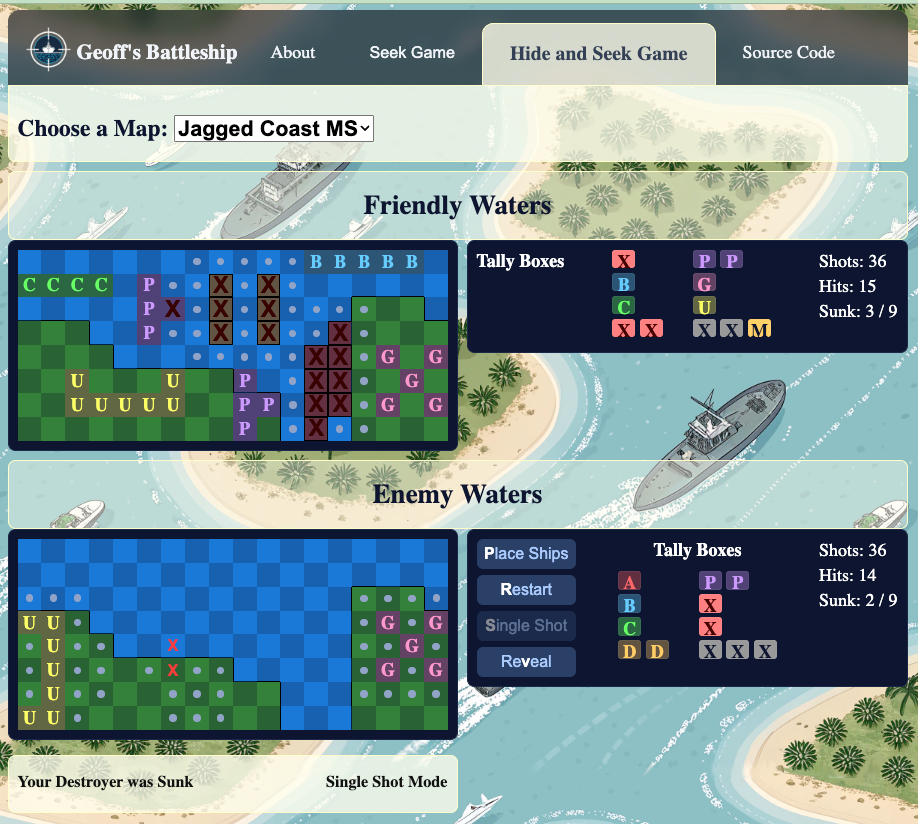 Geoff's Battleship
About
Seek Game
Hide and Seek Game
Source Code
Choose a Map: Jagged Coast MS
Friendly Waters
B B B B B
C C C C P X X
P X X X
P X X X
X X G G
U U P X X G
U U U U U P P X X G G
P X
Tally Boxes
X P P
B G
C U
X X X X M
Shots: 36
Hits: 15
Sunk: 3 / 9
Enemy Waters
U U G G
U X G
U X G G
U
U U
Place Ships
Restart
Single Shot
Reveal
Tally Boxes
A P P
B X
C X
D D X X X
Shots: 36
Hits: 14
Sunk: 2 / 9
Your Destroyer was Sunk
Single Shot Mode